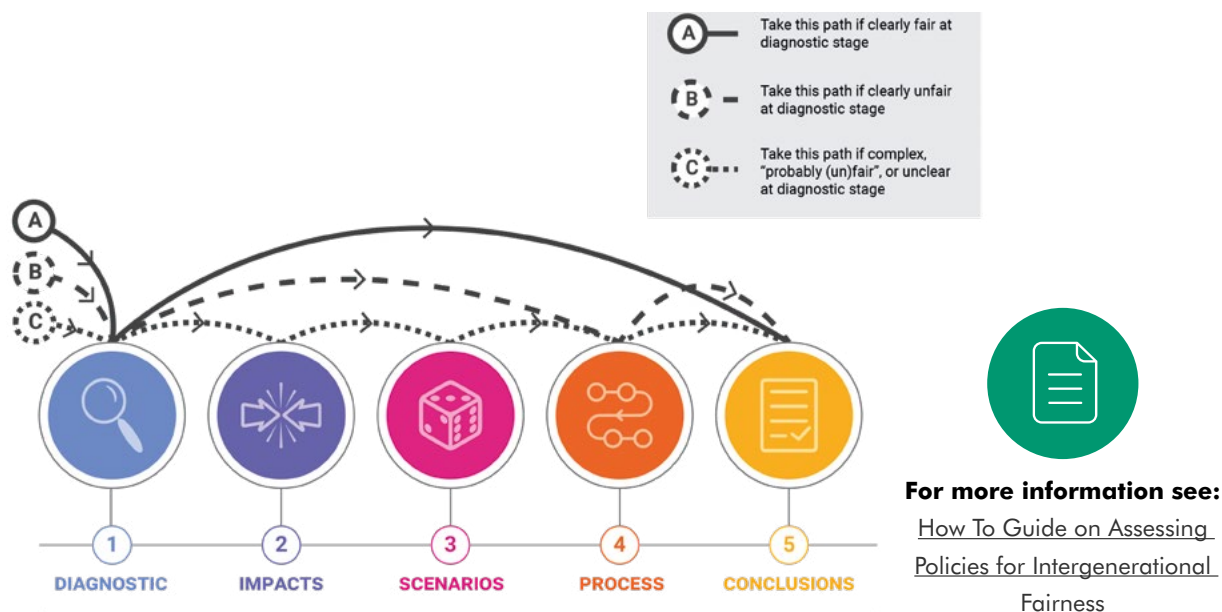 A
Take this path if clearly fair at
diagnostic stage
B
Take this path if clearly unfair
at diagnostic stage
C
Take this path if complex,
"probably (un)fair", or unclear
at diagnostic stage
A
B
C
1
2
3
4
5
DIAGNOSTIC
IMPACTS
SCENARIOS
PROCESS
CONCLUSIONS
For more information see:
How To Guide on Assessing
Policies for Intergenerational
Fairness